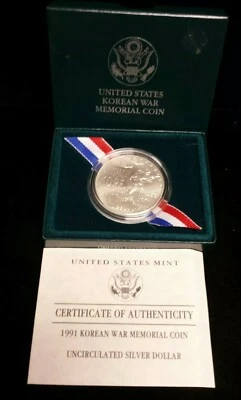 UNITED STATES
KOREAN WAR
MEMORIAL COIN
UNITED STATES MINT
CERTIFICATE OF AUTHENTICITY
1991 KOREAN WAR MEMORIAL COIN
UNCIRCULATED SILVER DOLLAR